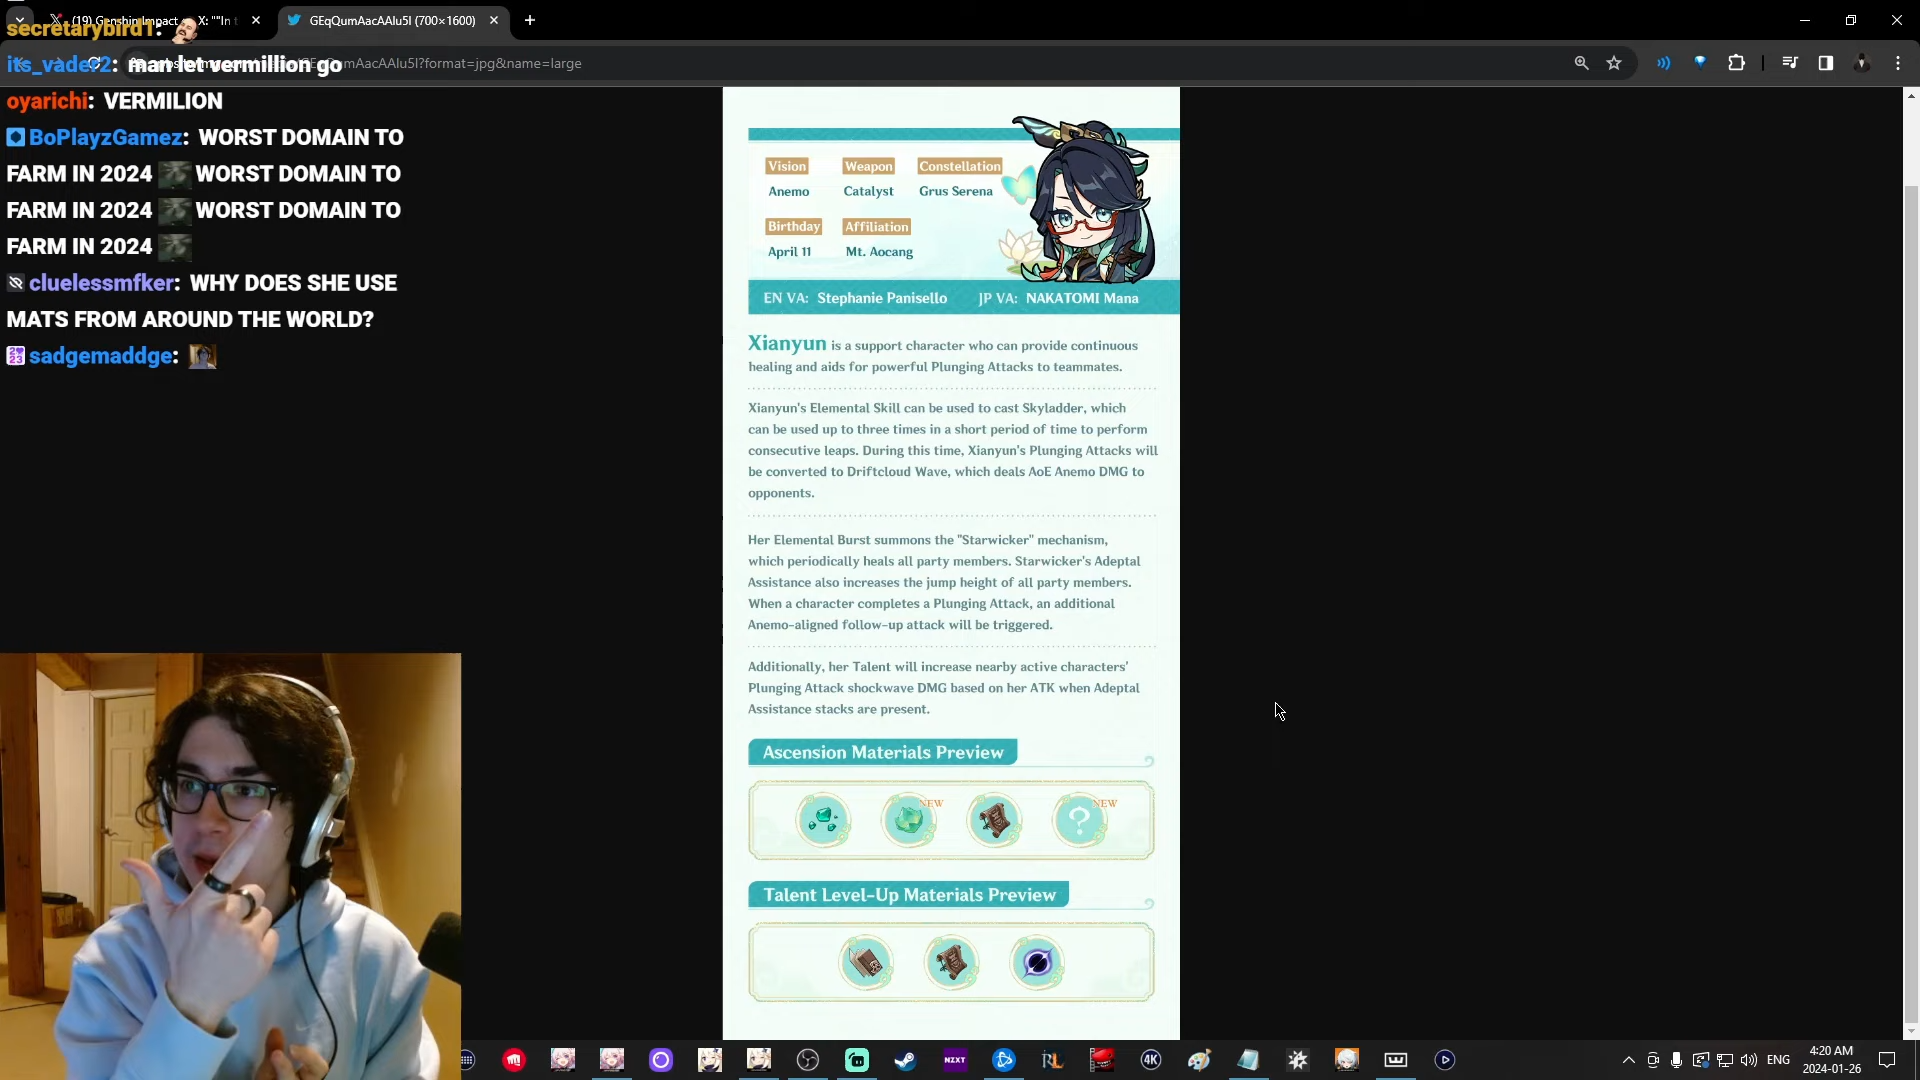 (19) Genshin Impact
X: ""In t
GEqQumAacAAlu5I (700×1600)
secretarybird1:
its_vader2: man let vermillion go
GEqQumAacAAlu5I?format=jpg&name=large
oyarichi: VERMILION
BoPlayzGamez: WORST DOMAIN TO
FARM IN 2024 WORST DOMAIN TO
FARM IN 2024 WORST DOMAIN TO
FARM IN 2024
cluelessmfker: WHY DOES SHE USE
MATS FROM AROUND THE WORLD?
sadgemaddge:
Vision Weapon Constellation
Anemo Catalyst Grus Serena
Birthday Affiliation
April 11 Mt. Aocang
EN VA: Stephanie Panisello JP VA: NAKATOMI Mana
Xianyun is a support character who can provide continuous
healing and aids for powerful Plunging Attacks to teammates.
Xianyun's Elemental Skill can be used to cast Skyladder, which
can be used up to three times in a short period of time to perform
consecutive leaps. During this time, Xianyun's Plunging Attacks will
be converted to Driftcloud Wave, which deals AoE Anemo DMG to
opponents.
Her Elemental Burst summons the "Starwicker" mechanism,
which periodically heals all party members. Starwicker's Adeptal
Assistance also increases the jump height of all party members.
When a character completes a Plunging Attack, an additional
Anemo-aligned follow-up attack will be triggered.
Additionally, her Talent will increase nearby active characters'
Plunging Attack shockwave DMG based on her ATK when Adeptal
Assistance stacks are present.
Ascension Materials Preview
NEW NEW
?
Talent Level-Up Materials Preview
NZXT
RL
4K
ENG
4:20 AM
2024-01-26